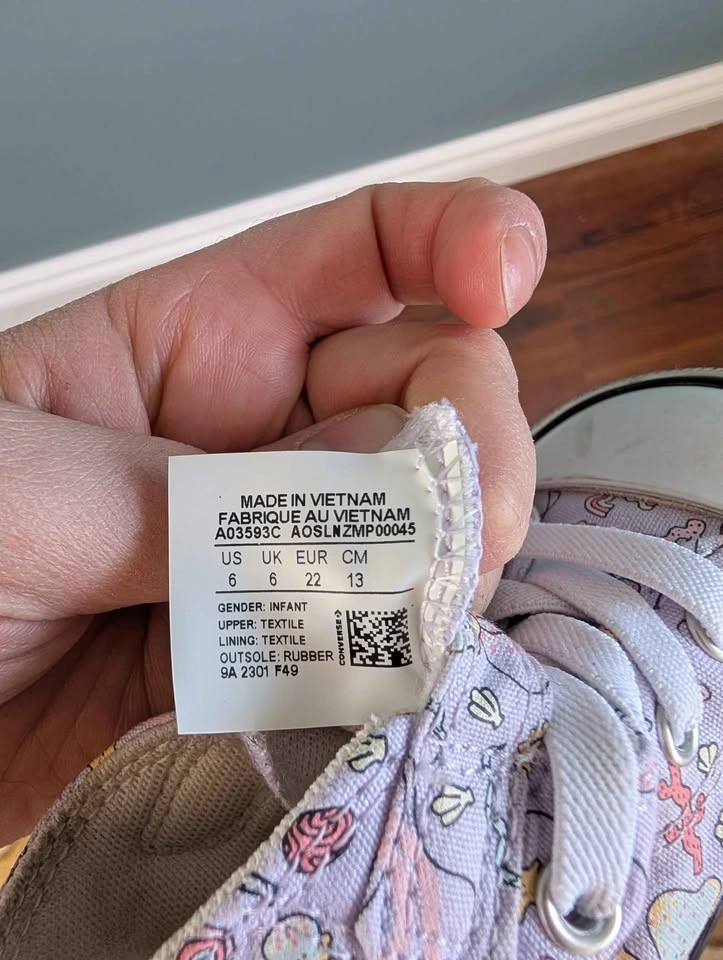 MADE IN VIETNAM
FABRIQUE AU VIETNAM
A03593C AOSLNZMP00045
US UK EUR CM
6 6 22 13
GENDER: INFANT
UPPER: TEXTILE
LINING: TEXTILE
OUTSOLE: RUBBER
9A 2301 F49
CONVERSE